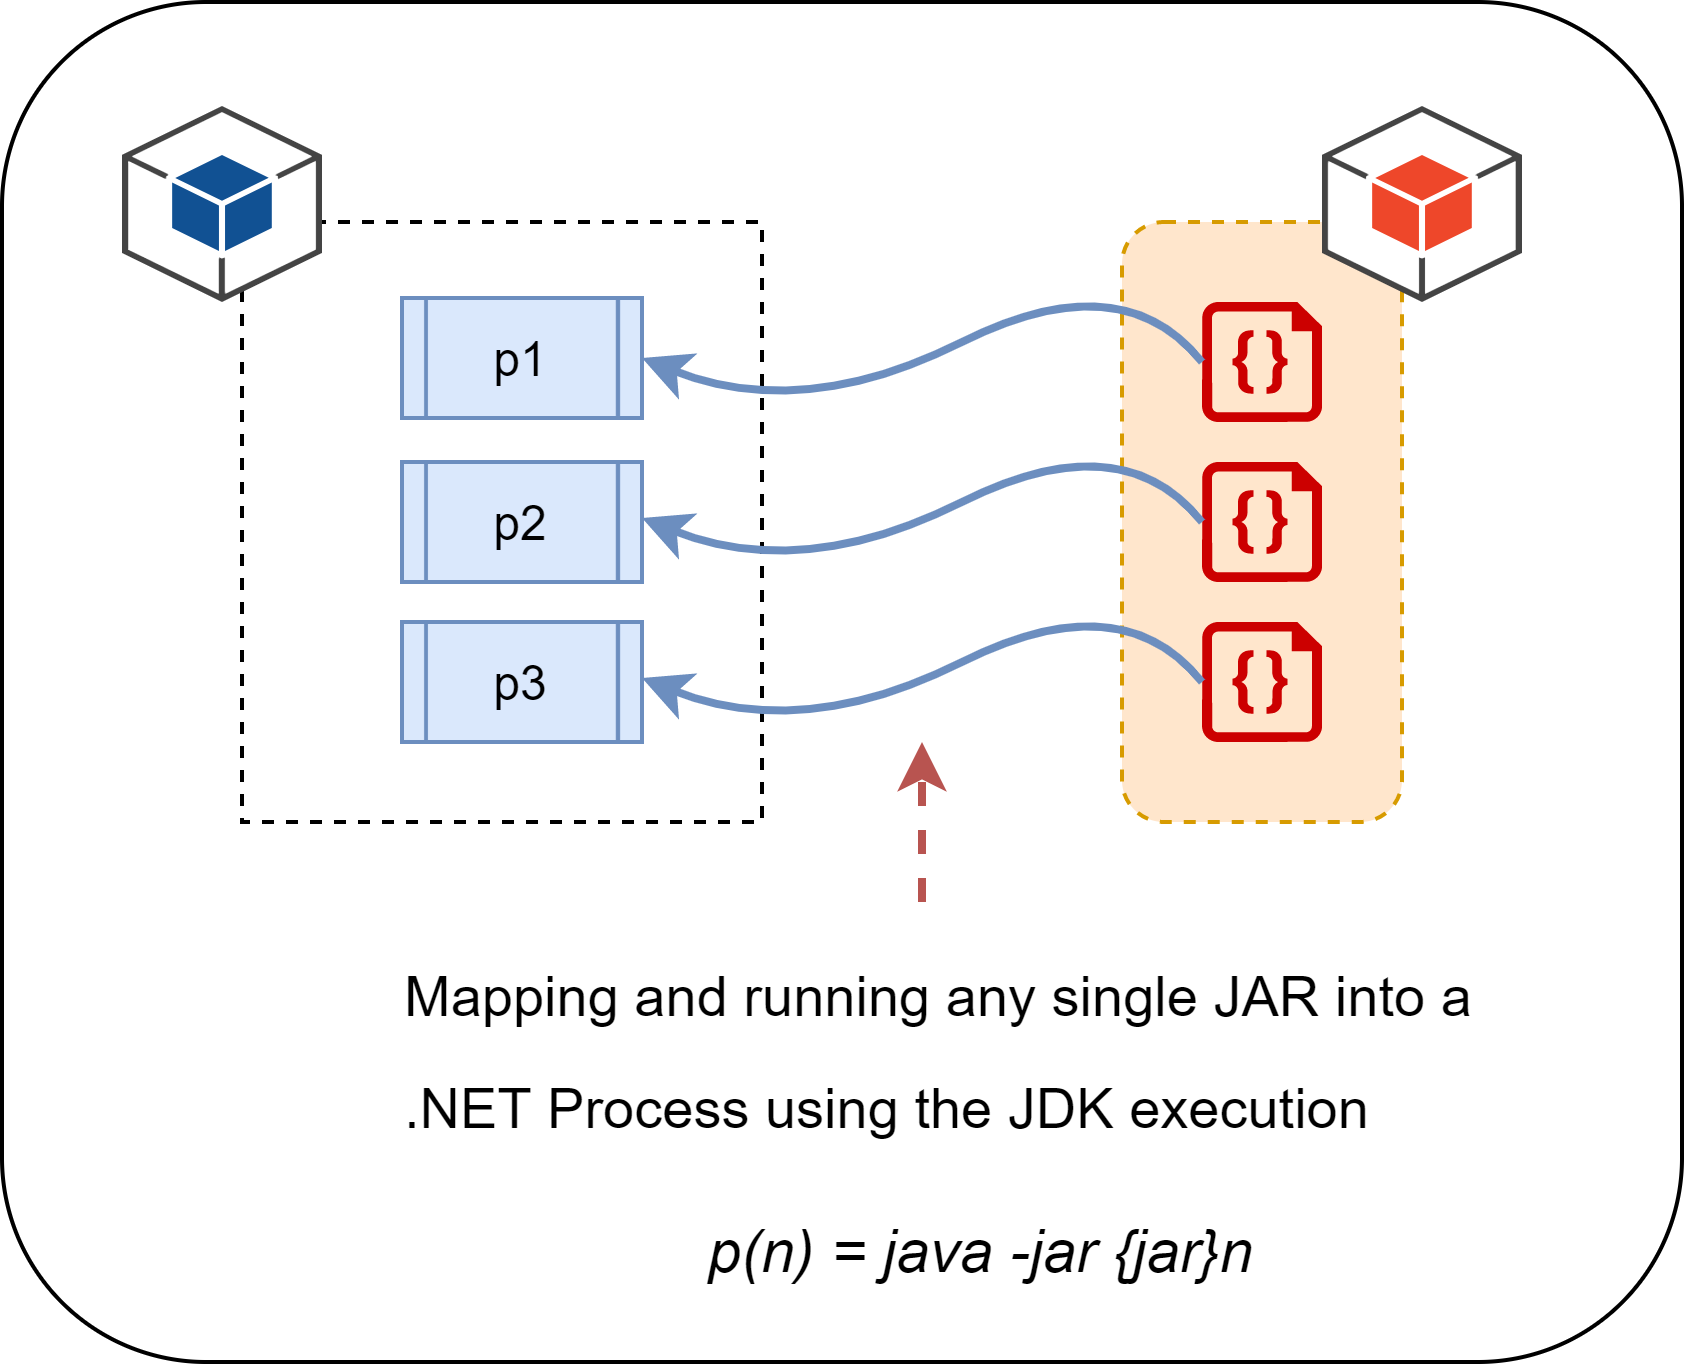 p1
{ }
p2
{ }
p3
{ }
Mapping and running any single JAR into a
.NET Process using the JDK execution
p(n) = java -jar {jar}n